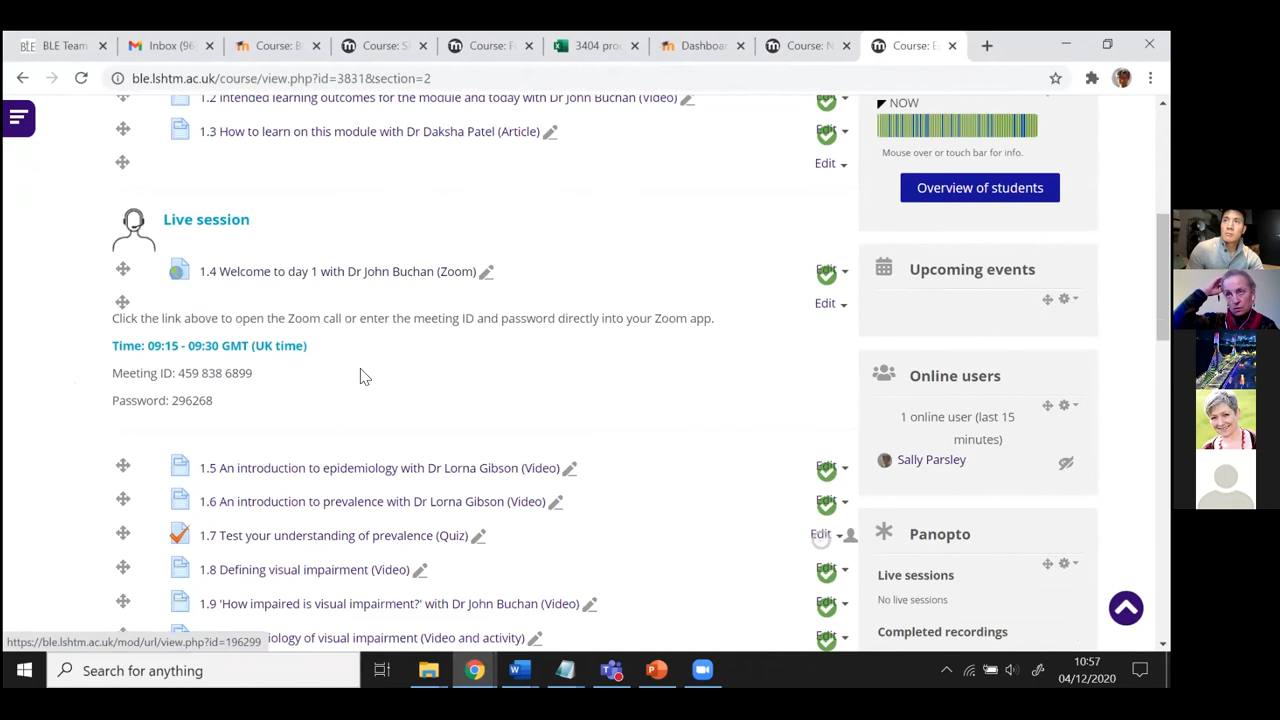 BLE Team
Inbox (96
Course: B
Course: S
Course: F
3404 pro
Dashboar
Course: N
Course: E
ble.lshtm.ac.uk/course/view.php?id=3831&section=2
1.2 Intended learning outcomes for the module and today with Dr John Buchan (Video)
Edit
1.3 How to learn on this module with Dr Daksha Patel (Article)
Edit
Edit
Live session
1.4 Welcome to day 1 with Dr John Buchan (Zoom)
Edit
Edit
Click the link above to open the Zoom call or enter the meeting ID and password directly into your Zoom app.
Time: 09:15 - 09:30 GMT (UK time)
Meeting ID: 459 838 6899
Password: 296268
1.5 An introduction to epidemiology with Dr Lorna Gibson (Video)
Edit
1.6 An introduction to prevalence with Dr Lorna Gibson (Video)
Edit
1.7 Test your understanding of prevalence (Quiz)
Edit
1.8 Defining visual impairment (Video)
Edit
1.9 'How impaired is visual impairment?' with Dr John Buchan (Video)
Edit
iology of visual impairment (Video and activity)
Edit
https://ble.lshtm.ac.uk/mod/url/view.php?id=196299
NOW
Mouse over or touch bar for info.
Overview of students
Upcoming events
Online users
1 online user (last 15
minutes)
Sally Parsley
Panopto
Live sessions
No live sessions
Completed recordings
Search for anything
10:57
04/12/2020